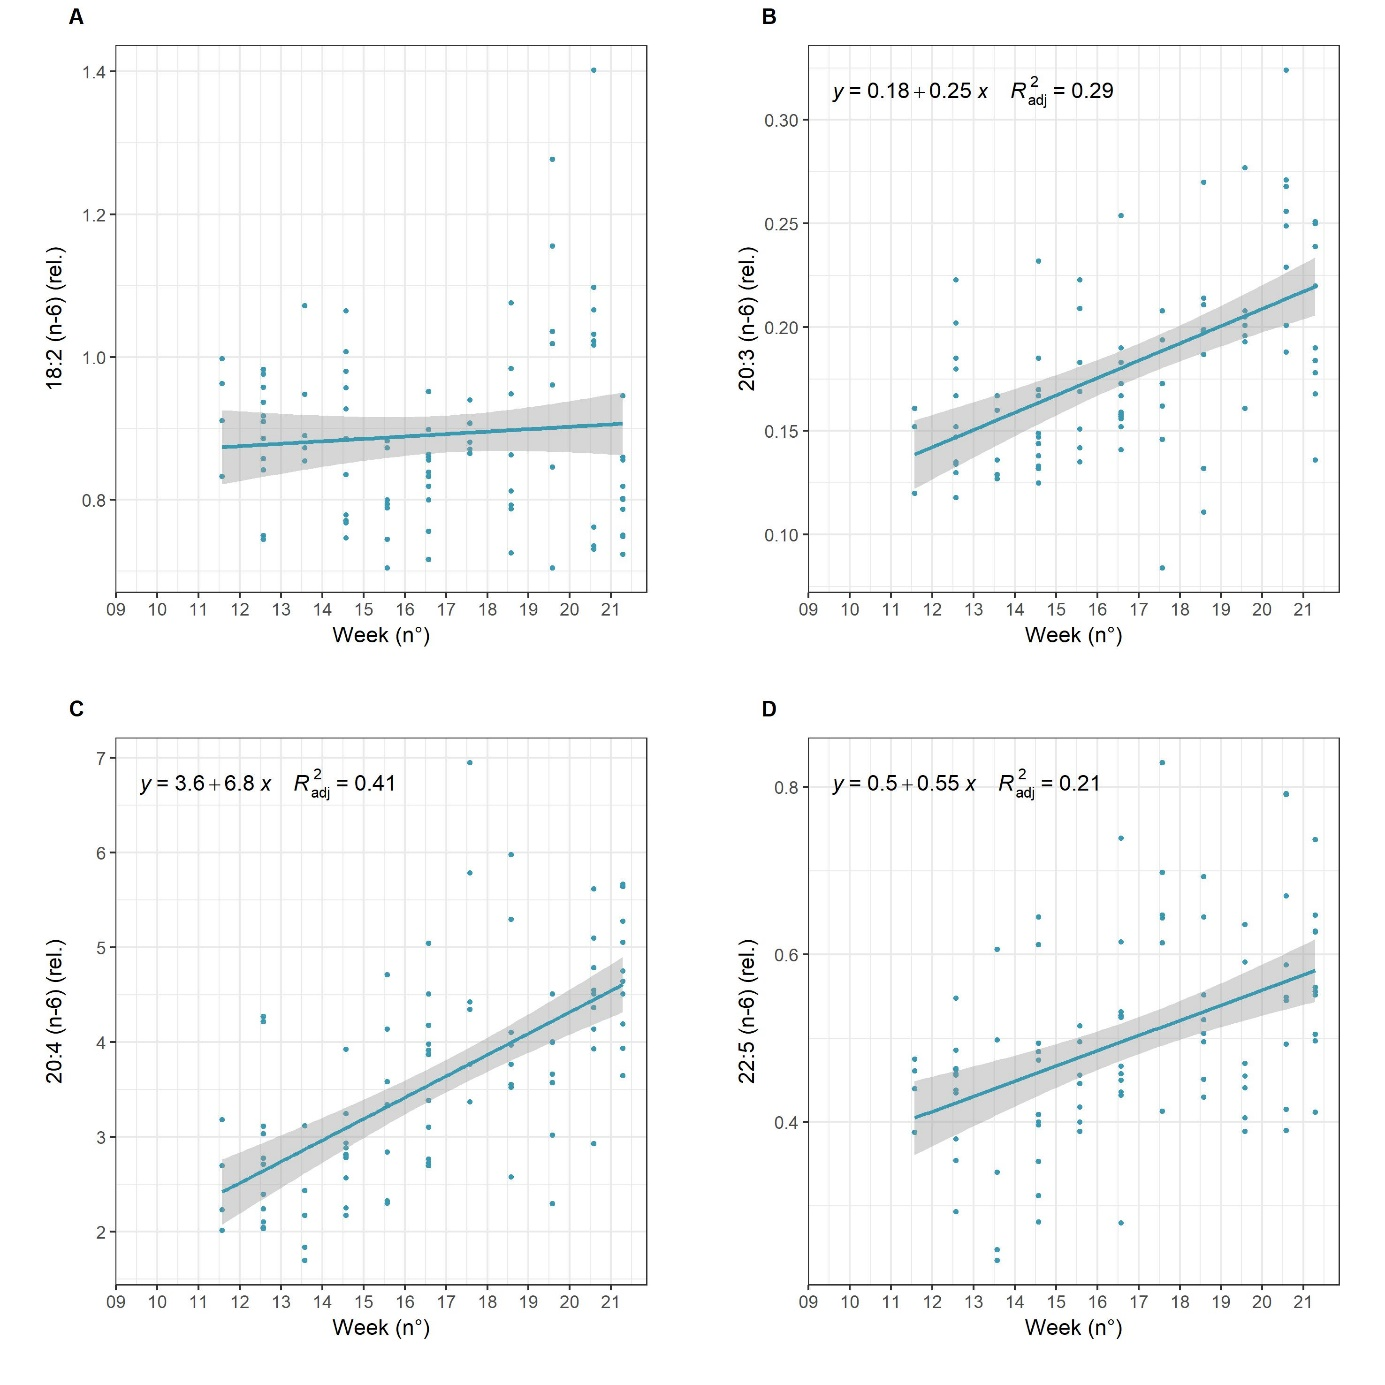 A
18:2 (n-6) (rel.)
1.4
1.2
1.0
0.8
09 10 11 12 13 14 15 16 17 18 19 20 21
Week (n°)
B
20:3 (n-6) (rel.)
y = 0.18 + 0.25 x R²adj = 0.29
0.30
0.25
0.20
0.15
0.10
09 10 11 12 13 14 15 16 17 18 19 20 21
Week (n°)
C
20:4 (n-6) (rel.)
y = 3.6 + 6.8 x R²adj = 0.41
7
6
5
4
3
2
09 10 11 12 13 14 15 16 17 18 19 20 21
Week (n°)
D
22:5 (n-6) (rel.)
y = 0.5 + 0.55 x R²adj = 0.21
0.8
0.6
0.4
09 10 11 12 13 14 15 16 17 18 19 20 21
Week (n°)